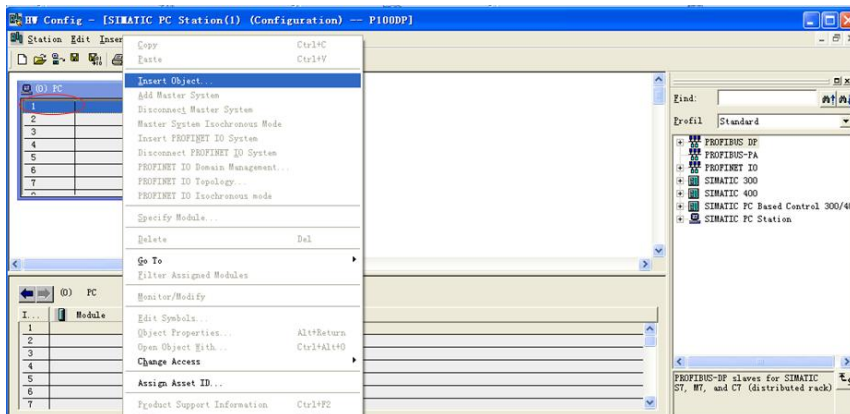 HW Config - [SIMATIC PC Station(1) (Configuration) -- P100DP]
Station Edit Inser
(0) PC
1
2
3
4
5
6
7
Copy Ctrl+C
Paste Ctrl+V
Insert Object...
Add Master System
Disconnect Master System
Master System Isochronous Mode
Insert PROFINET IO System
Disconnect PROFINET IO System
PROFINET IO Domain Management...
PROFINET IO Topology...
PROFINET IO Isochronous mode
Specify Module...
Delete Del
Go To
Filter Assigned Modules
Monitor/Modify
Edit Symbols...
Object Properties... Alt+Return
Open Object With... Ctrl+Alt+O
Change Access
Assign Asset ID...
Product Support Information Ctrl+F2
Find:
Profil Standard
PROFIBUS DP
PROFIBUS-PA
PROFINET IO
SIMATIC 300
SIMATIC 400
SIMATIC PC Based Control 300/40
SIMATIC PC Station
(0) PC
I... Module
1
2
3
4
5
6
7
PROFIBUS-DP slaves for SIMATIC
S7, M7, and C7 (distributed rack)